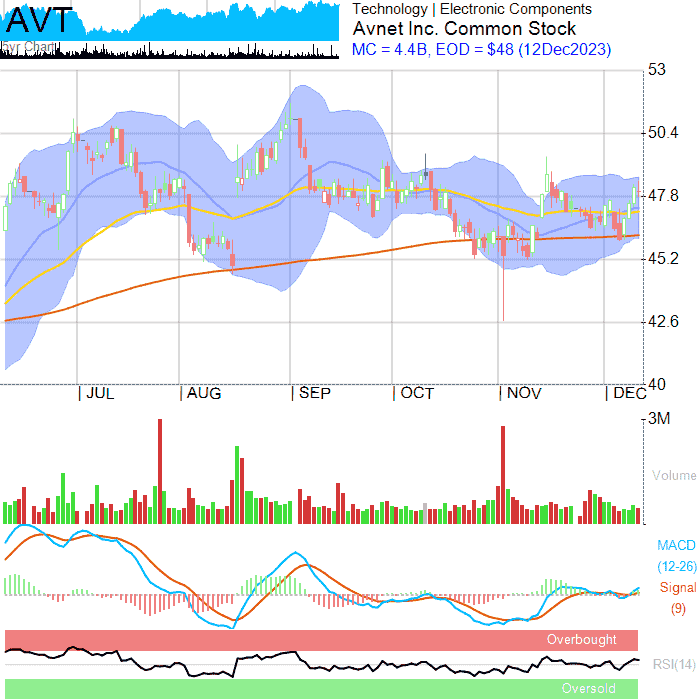 AVT
5yr Chart
Technology | Electronic Components
Avnet Inc. Common Stock
MC = 4.4B, EOD = $48 (12Dec2023)
53
50.4
47.8
45.2
42.6
40
| JUL | AUG | SEP | OCT | NOV | DEC
3M
Volume
MACD
(12-26)
Signal
(9)
Overbought
RSI(14)
Oversold